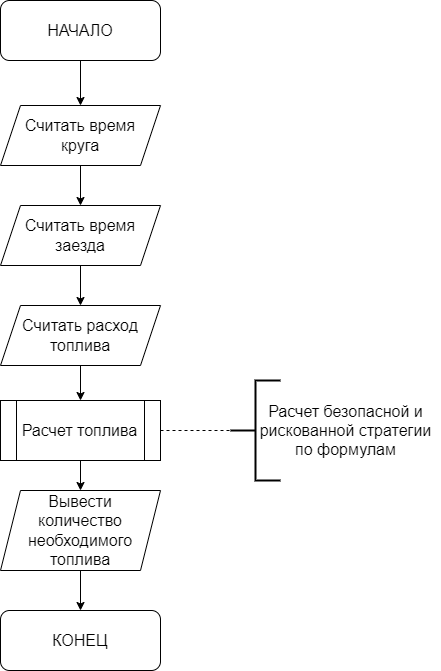 НАЧАЛО
Считать время
круга
Считать время
заезда
Считать расход
топлива
Расчет топлива
Расчет безопасной и
рискованной стратегии
по формулам
Вывести
количество
необходимого
топлива
КОНЕЦ